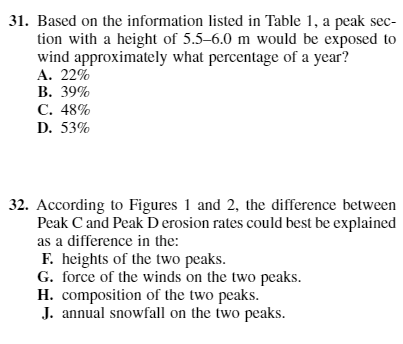 31. Based on the information listed in Table 1, a peak sec-
tion with a height of 5.5–6.0 m would be exposed to
wind approximately what percentage of a year?
A. 22%
B. 39%
C. 48%
D. 53%
32. According to Figures 1 and 2, the difference between
Peak C and Peak D erosion rates could best be explained
as a difference in the:
F. heights of the two peaks.
G. force of the winds on the two peaks.
H. composition of the two peaks.
J. annual snowfall on the two peaks.